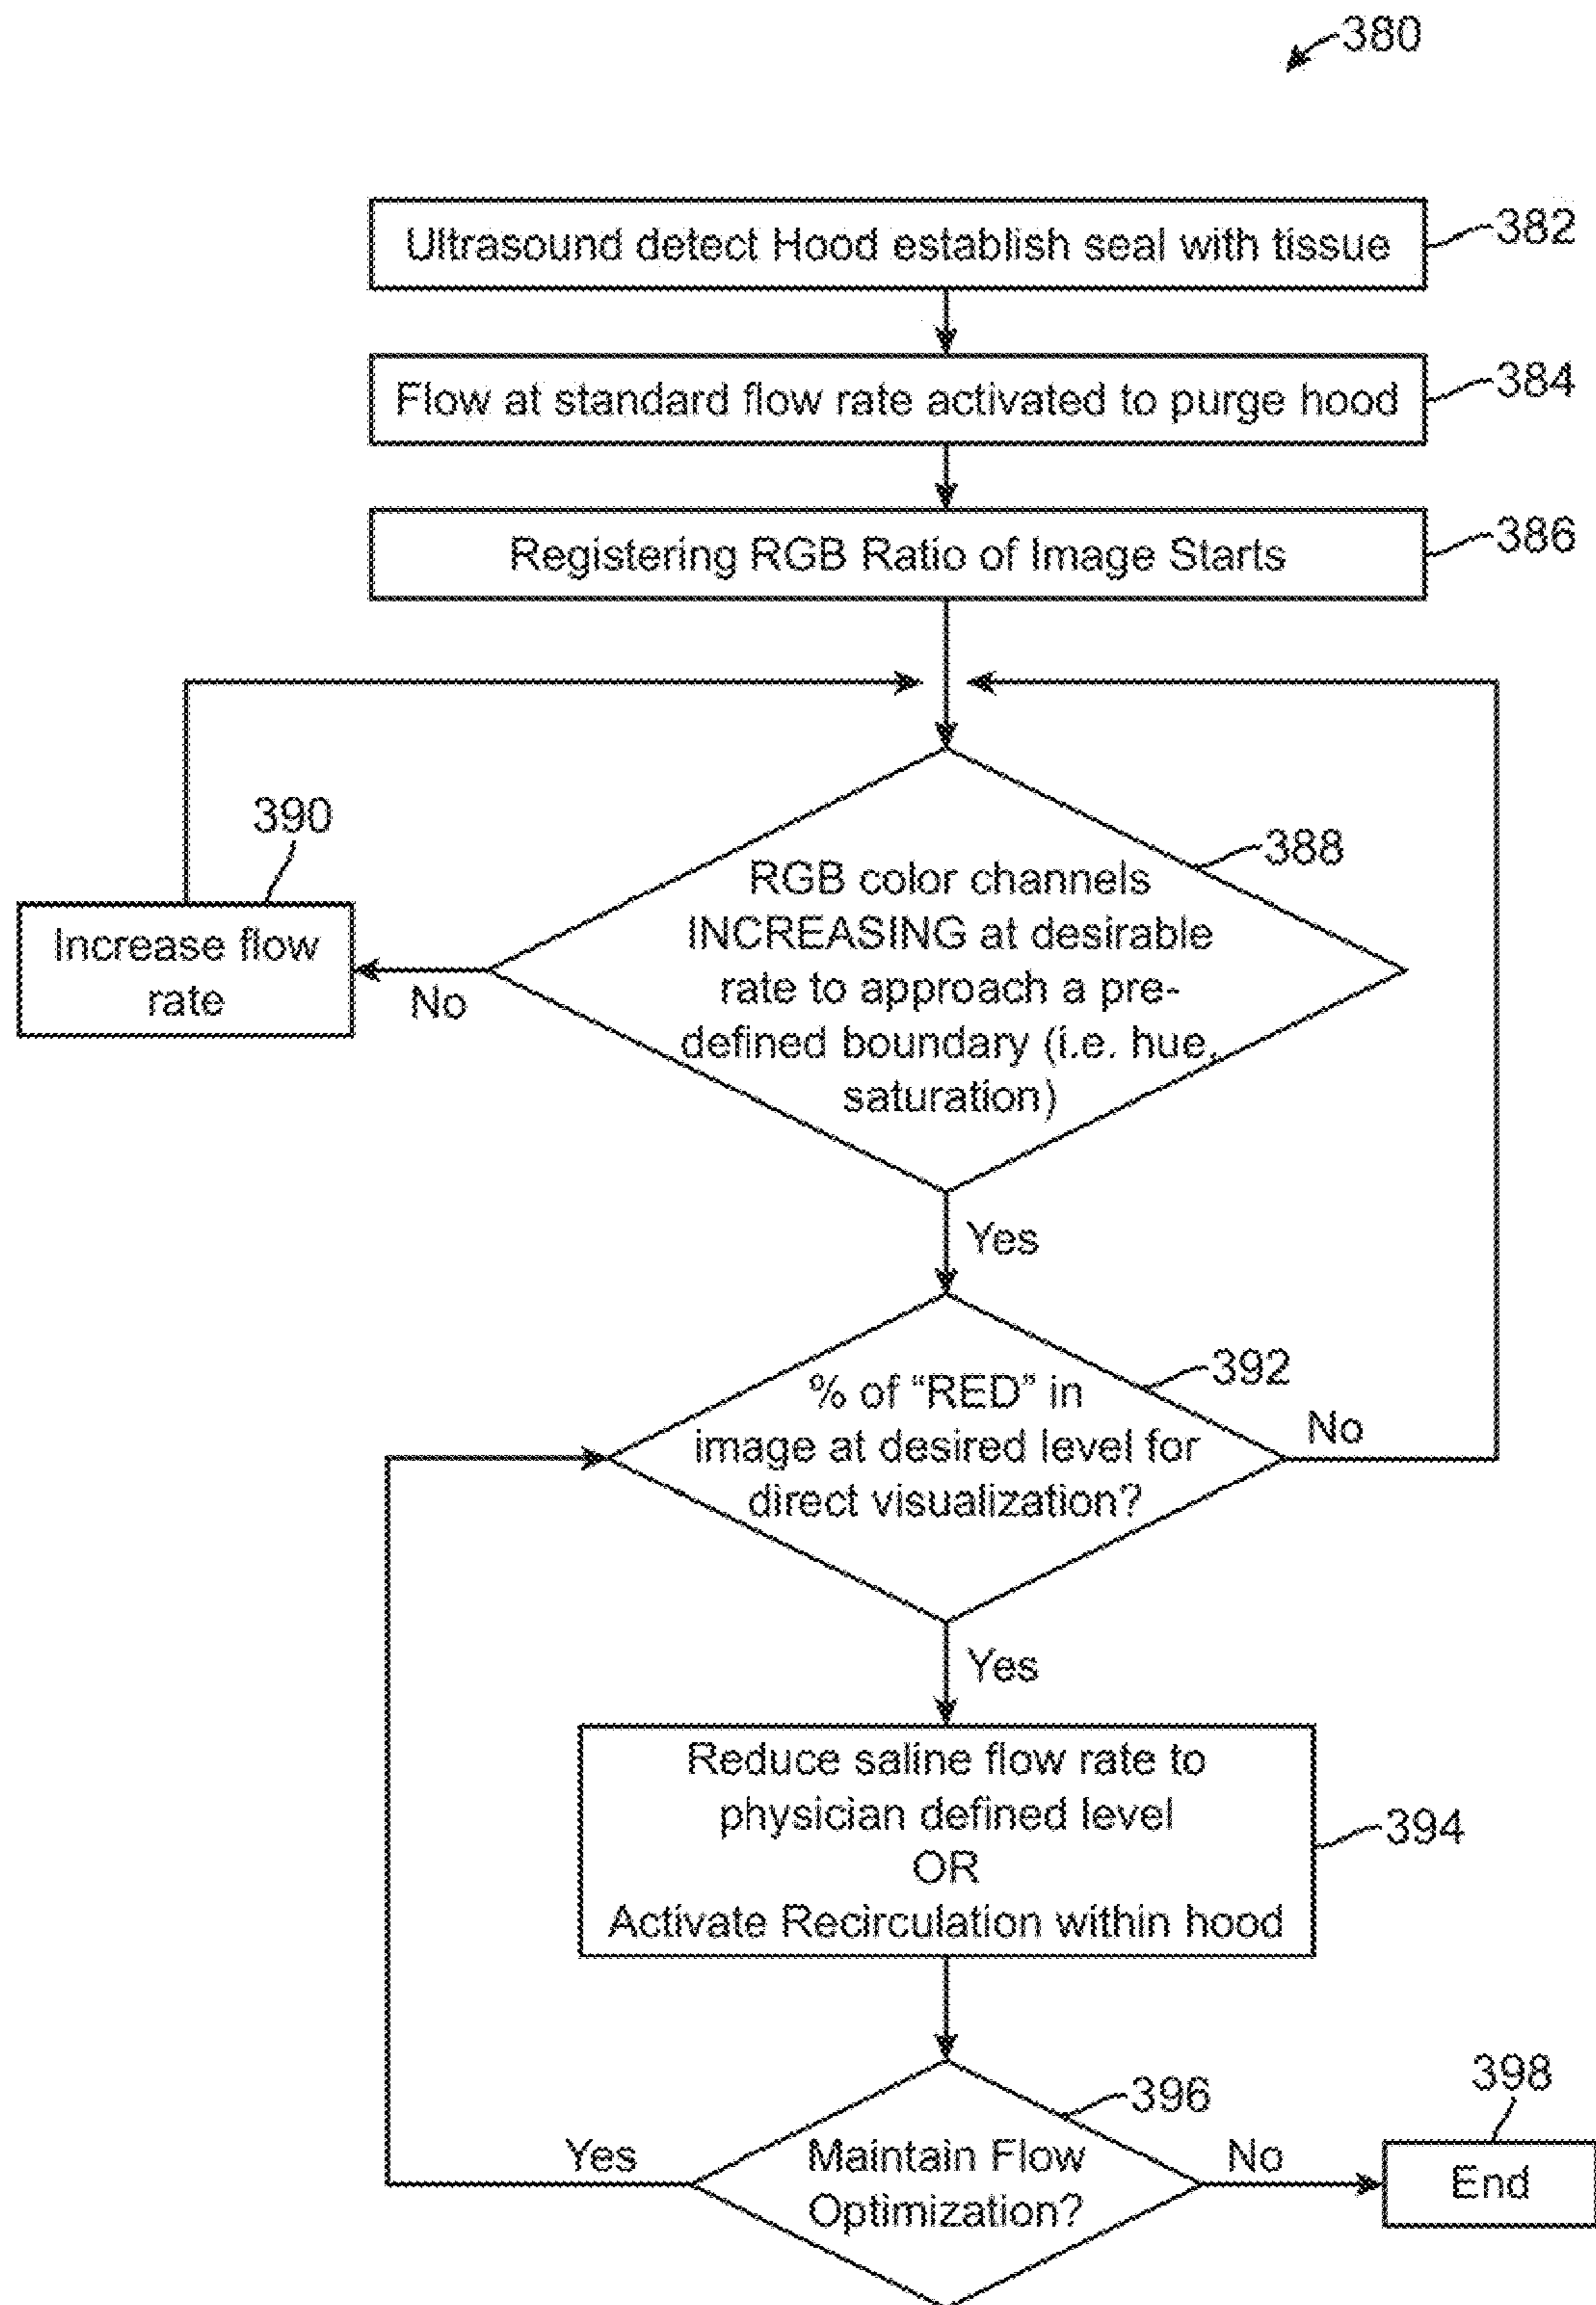 380
Ultrasound detect Hood establish seal with tissue
382
Flow at standard flow rate activated to purge hood
384
Registering RGB Ratio of Image Starts
386
390
Increase flow
rate
No
388
RGB color channels
INCREASING at desirable
rate to approach a pre-
defined boundary (i.e. hue,
saturation)
Yes
392
% of “RED” in
image at desired level for
direct visualization?
No
Yes
Reduce saline flow rate to
physician defined level
OR
Activate Recirculation within hood
394
396
Maintain Flow
Optimization?
Yes
No
398
End